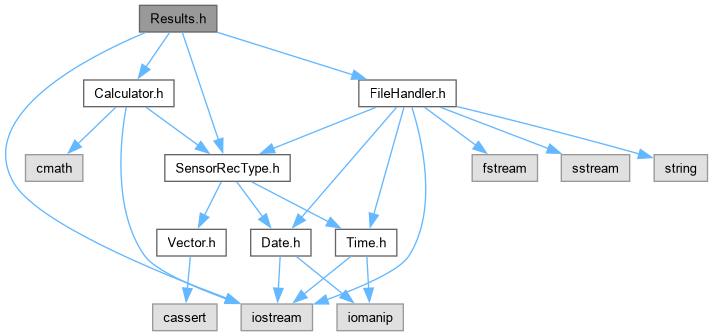 Results.h
Calculator.h
FileHandler.h
cmath
SensorRecType.h
fstream
sstream
string
Vector.h
Date.h
Time.h
cassert
iostream
iomanip